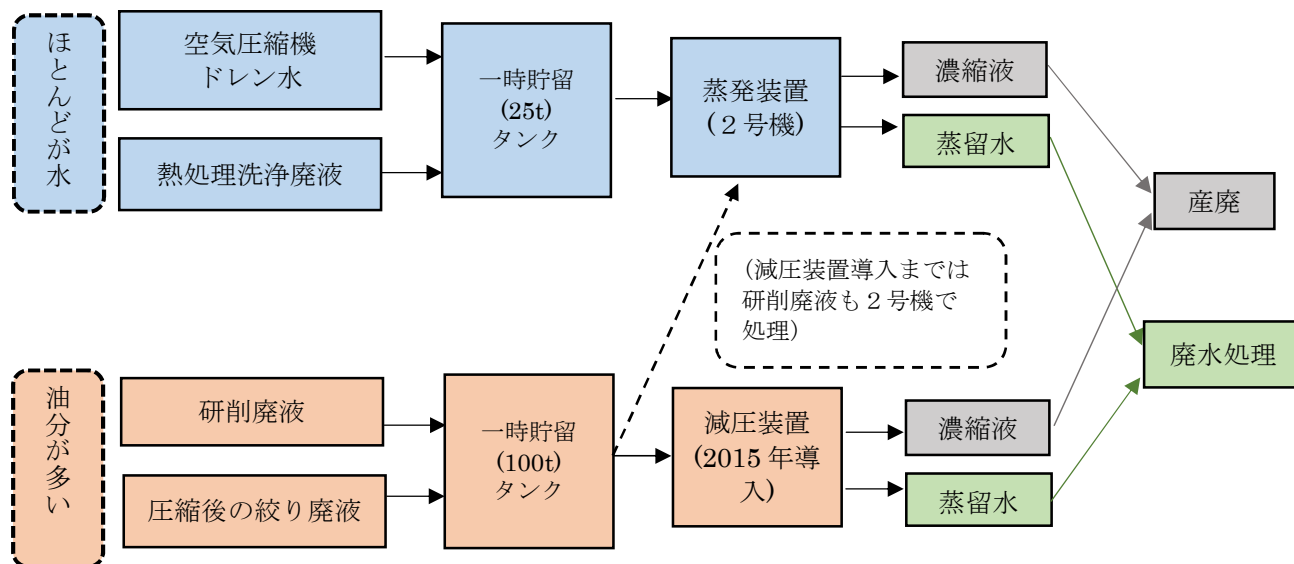 ほとんどが水
空気圧縮機
ドレン水
熱処理洗浄廃液
一時貯留
(25t)
タンク
蒸発装置
(２号機)
濃縮液
蒸留水
産廃
(減圧装置導入までは
研削廃液も２号機で
処理)
廃水処理
油分が多い
研削廃液
圧縮後の絞り廃液
一時貯留
(100t)
タンク
減圧装置
(2015 年導
入)
濃縮液
蒸留水